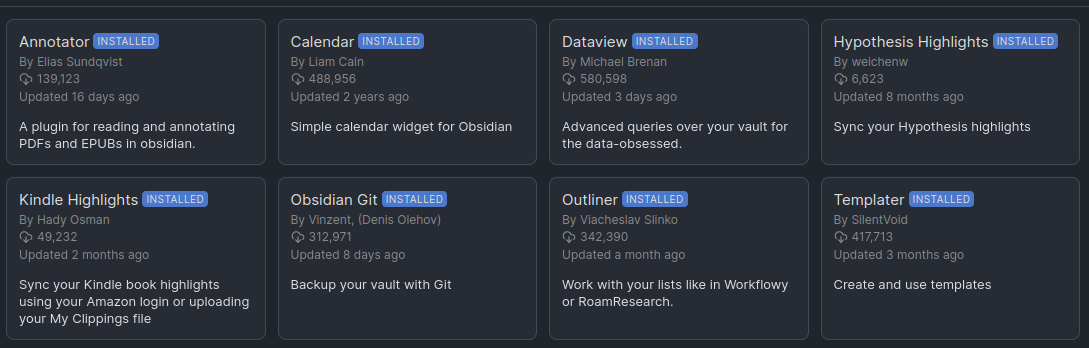 Annotator INSTALLED
By Elias Sundqvist
139,123
Updated 16 days ago
A plugin for reading and annotating
PDFs and EPUBs in obsidian.
Calendar INSTALLED
By Liam Cain
488,956
Updated 2 years ago
Simple calendar widget for Obsidian
Dataview INSTALLED
By Michael Brenan
580,598
Updated 3 days ago
Advanced queries over your vault for
the data-obsessed.
Hypothesis Highlights INSTALLED
By weichenw
6,623
Updated 8 months ago
Sync your Hypothesis highlights
Kindle Highlights INSTALLED
By Hady Osman
49,232
Updated 2 months ago
Sync your Kindle book highlights
using your Amazon login or uploading
your My Clippings file
Obsidian Git INSTALLED
By Vinzent, (Denis Olehov)
312,971
Updated 8 days ago
Backup your vault with Git
Outliner INSTALLED
By Viacheslav Slinko
342,390
Updated a month ago
Work with your lists like in Workflowy
or RoamResearch.
Templater INSTALLED
By SilentVoid
417,713
Updated 3 months ago
Create and use templates